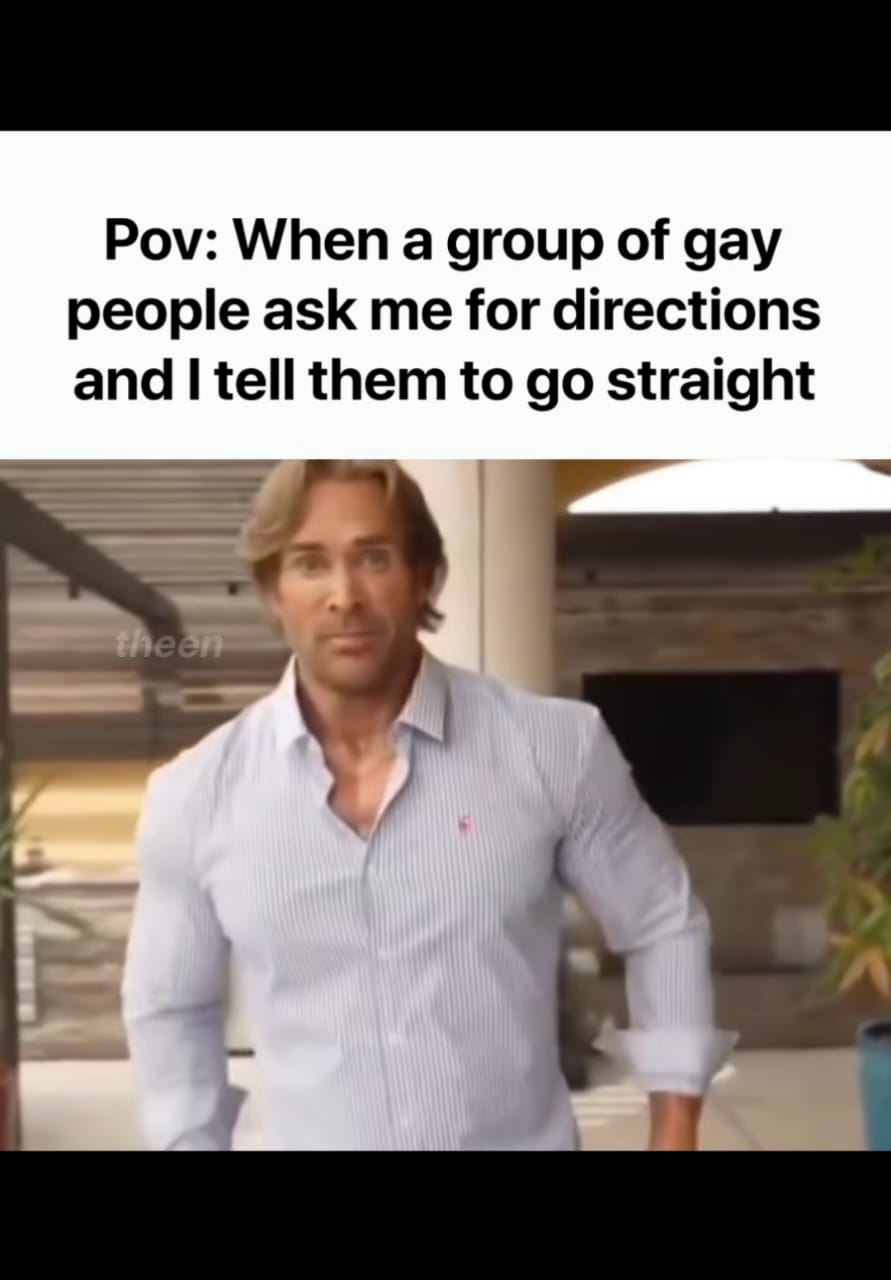 Pov: When a group of gay
people ask me for directions
and I tell them to go straight
theen